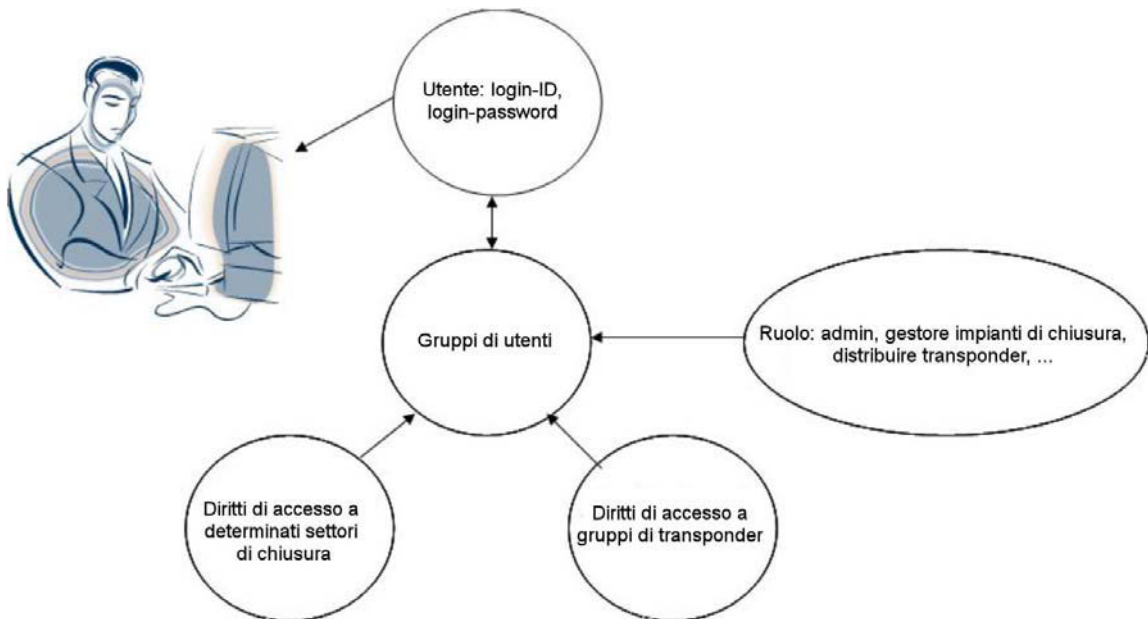 Utente: login-ID,
login-password
Gruppi di utenti
Ruolo: admin, gestore impianti di chiusura,
distribuire transponder, ...
Diritti di accesso a
determinati settori
di chiusura
Diritti di accesso a
gruppi di transponder